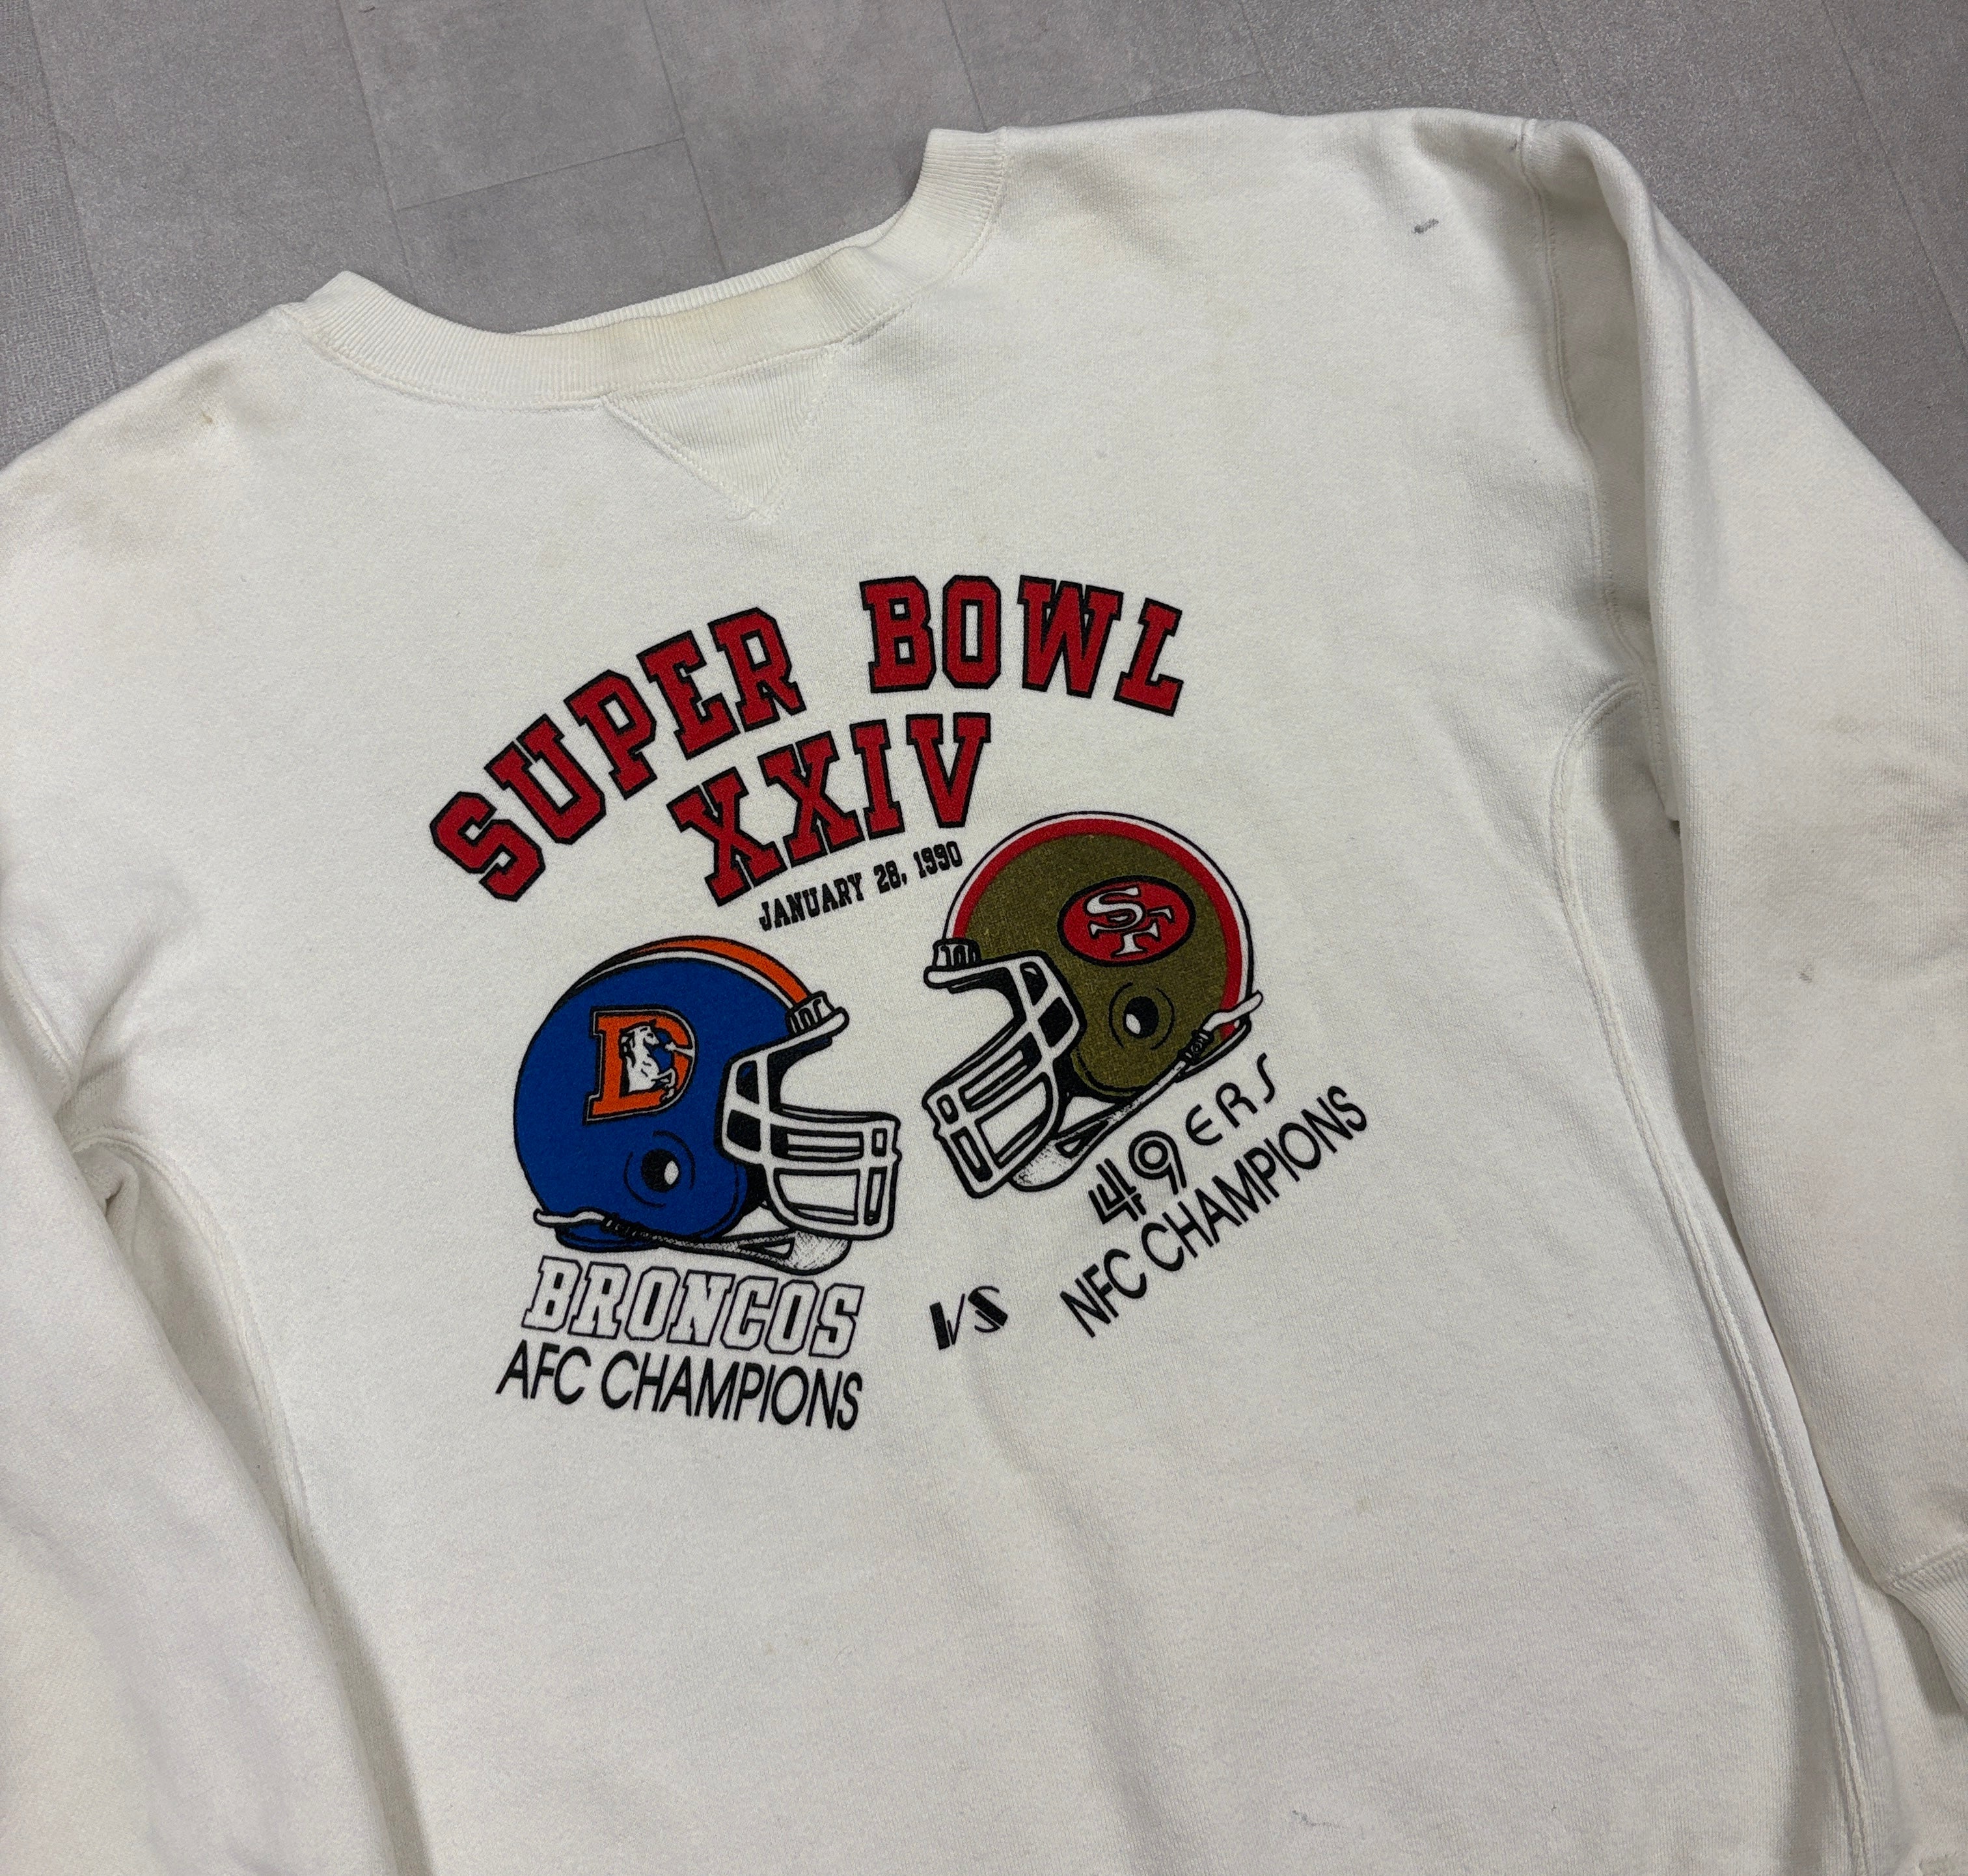 SUPER BOWL
XXIV
JANUARY 28, 1990
D
SF
BRONCOS
AFC CHAMPIONS
VS
49ERS
NFC CHAMPIONS